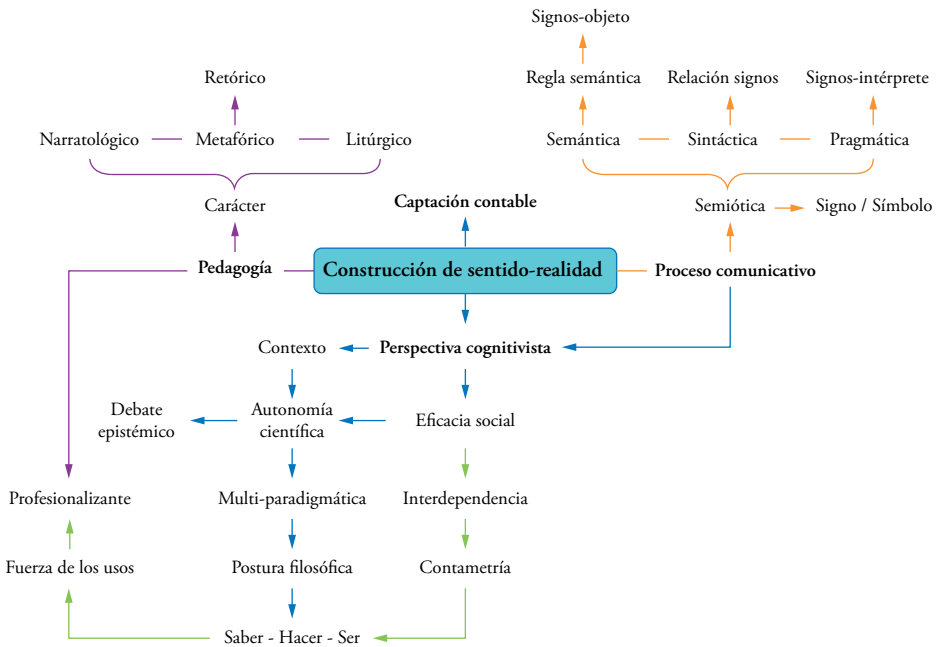 Signos-objeto
Retórico
Regla semántica
Relación signos
Signos-intérprete
Narratológico
Metafórico
Litúrgico
Semántica
Sintáctica
Pragmática
Carácter
Captación contable
Semiótica
Signo / Símbolo
Pedagogía
Construcción de sentido-realidad
Proceso comunicativo
Contexto
Perspectiva cognitivista
Debate
epistémico
Autonomía
científica
Eficacia social
Profesionalizante
Multi-paradigmática
Interdependencia
Fuerza de los usos
Postura filosófica
Contametría
Saber - Hacer - Ser